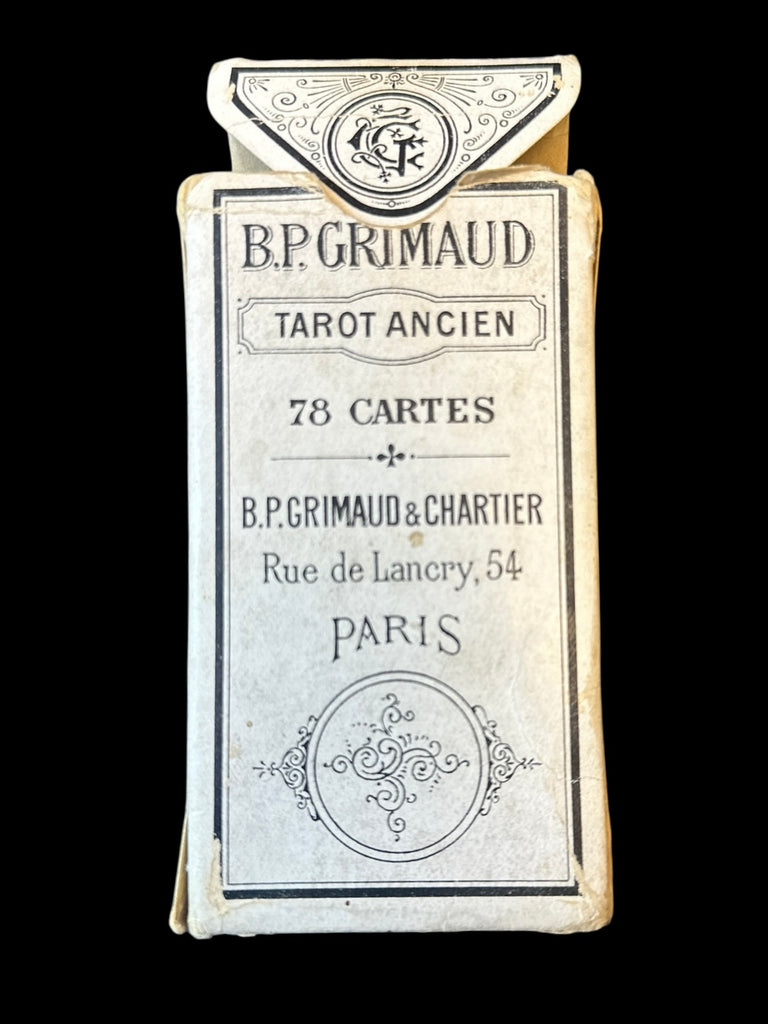 B.P. GRIMAUD
TAROT ANCIEN
78 CARTES
B.P. GRIMAUD & CHARTIER
Rue de Lancry, 54
PARIS